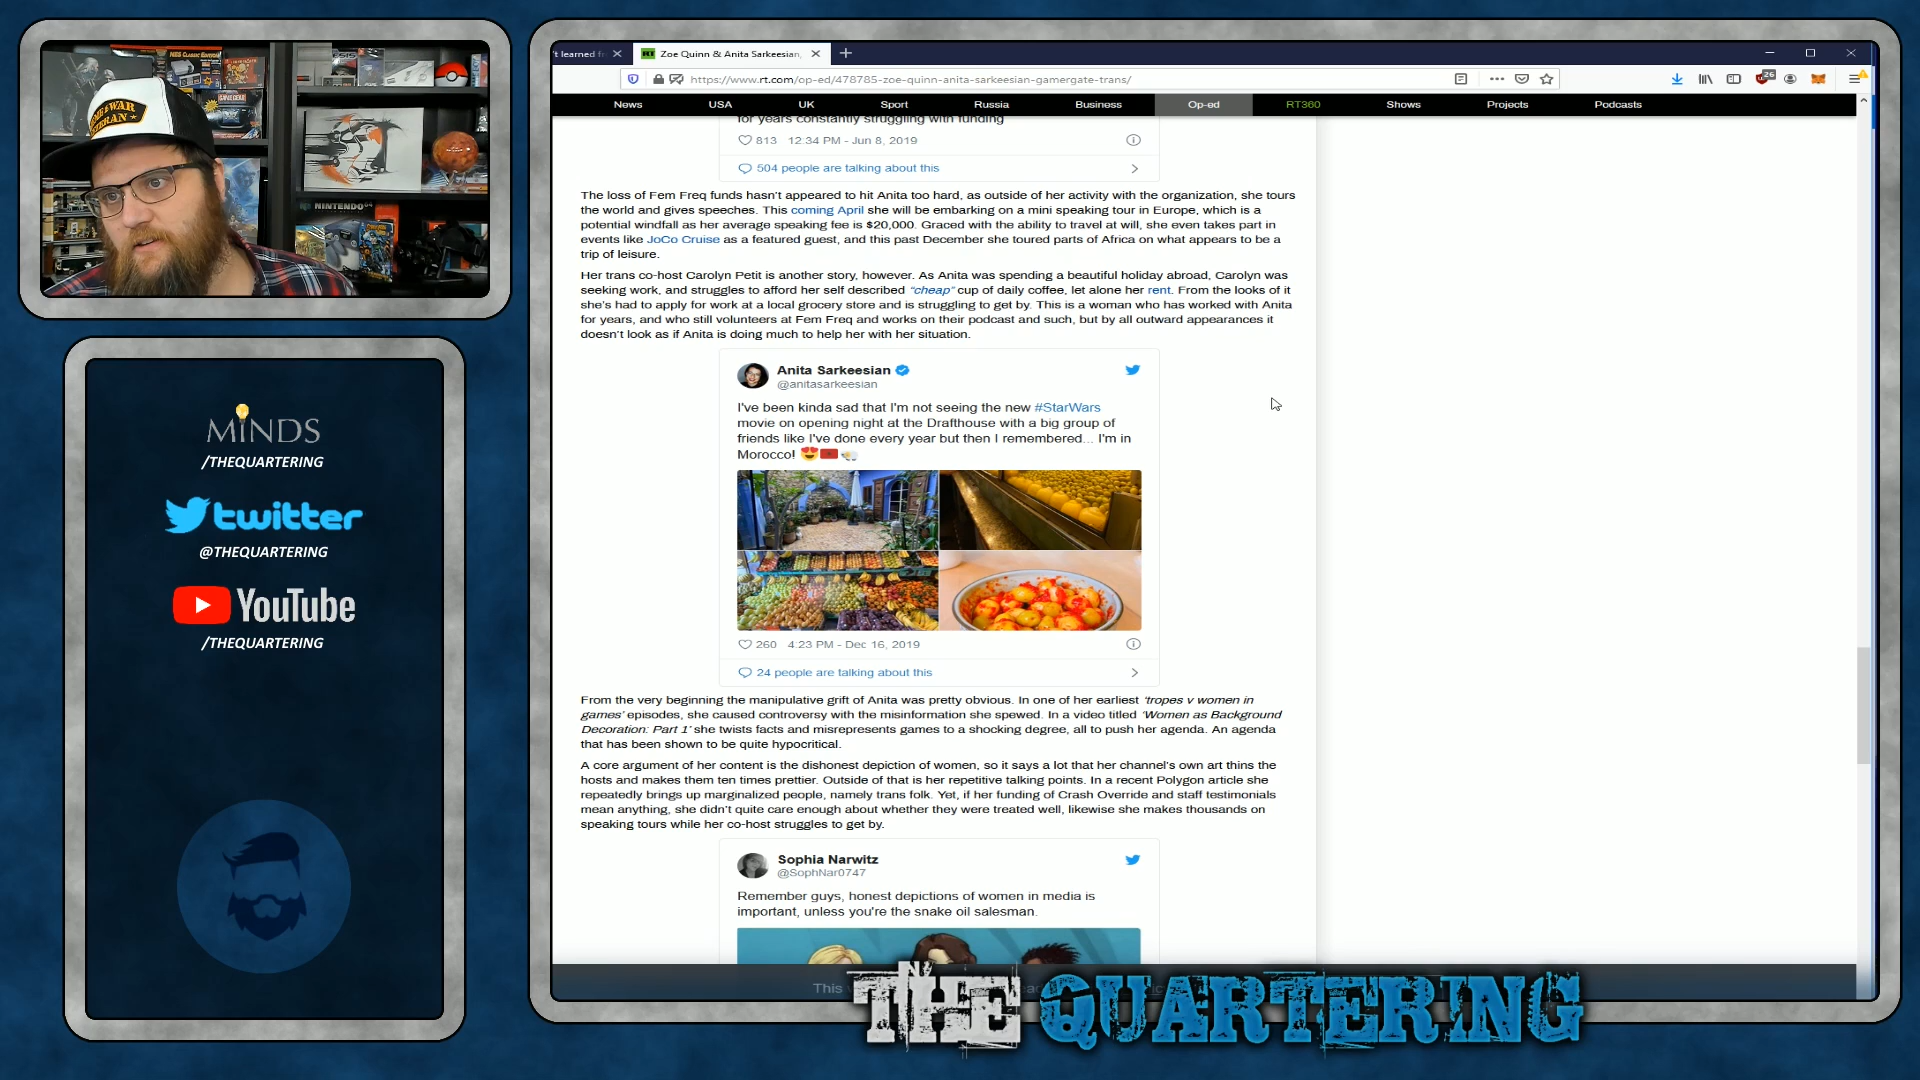 NINTENDO
MINDS
/THEQUARTERING
twitter
@THEQUARTERING
YouTube
/THEQUARTERING
't learned f
RT Zoe Quinn & Anita Sarkeesian,
https://www.rt.com/op-ed/478785-zoe-quinn-anita-sarkeesian-gamergate-trans/
26
News USA UK Sport Russia Business Op-ed RT360 Shows Projects Podcasts
for years constantly struggling with funding
813 12:34 PM - Jun 8, 2019
504 people are talking about this
The loss of Fem Freq funds hasn't appeared to hit Anita too hard, as outside of her activity with the organization, she tours
the world and gives speeches. This coming April she will be embarking on a mini speaking tour in Europe, which is a
potential windfall as her average speaking fee is $20,000. Graced with the ability to travel at will, she even takes part in
events like JoCo Cruise as a featured guest, and this past December she toured parts of Africa on what appears to be a
trip of leisure.
Her trans co-host Carolyn Petit is another story, however. As Anita was spending a beautiful holiday abroad, Carolyn was
seeking work, and struggles to afford her self described "cheap" cup of daily coffee, let alone her rent. From the looks of it
she's had to apply for work at a local grocery store and is struggling to get by. This is a woman who has worked with Anita
for years, and who still volunteers at Fem Freq and works on their podcast and such, but by all outward appearances it
doesn't look as if Anita is doing much to help her with her situation.
Anita Sarkeesian
@anitasarkeesian
I've been kinda sad that I'm not seeing the new #StarWars
movie on opening night at the Drafthouse with a big group of
friends like I've done every year but then I remembered... I'm in
Morocco!
260 4:23 PM - Dec 16, 2019
24 people are talking about this
From the very beginning the manipulative grift of Anita was pretty obvious. In one of her earliest 'tropes v women in
games' episodes, she caused controversy with the misinformation she spewed. In a video titled 'Women as Background
Decoration: Part 1' she twists facts and misrepresents games to a shocking degree, all to push her agenda. An agenda
that has been shown to be quite hypocritical.
A core argument of her content is the dishonest depiction of women, so it says a lot that her channel's own art thins the
hosts and makes them ten times prettier. Outside of that is her repetitive talking points. In a recent Polygon article she
repeatedly brings up marginalized people, namely trans folk. Yet, if her funding of Crash Override and staff testimonials
mean anything, she didn't quite care enough about whether they were treated well, likewise she makes thousands on
speaking tours while her co-host struggles to get by.
Sophia Narwitz
@SophNar0747
Remember guys, honest depictions of women in media is
important, unless you're the snake oil salesman.
This
THE QUARTERING